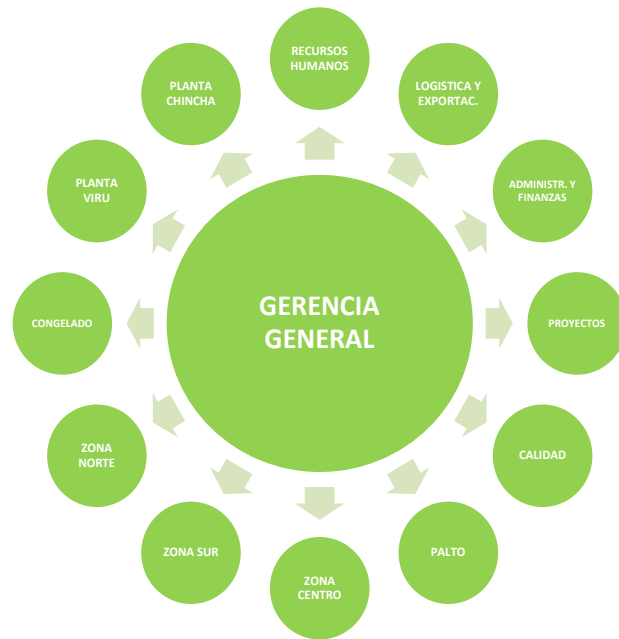 RECURSOS
HUMANOS
LOGISTICA Y
EXPORTAC.
ADMINISTR. Y
FINANZAS
PROYECTOS
CALIDAD
PALTO
ZONA
CENTRO
ZONA SUR
ZONA
NORTE
CONGELADO
PLANTA
VIRU
PLANTA
CHINCHA
GERENCIA
GENERAL